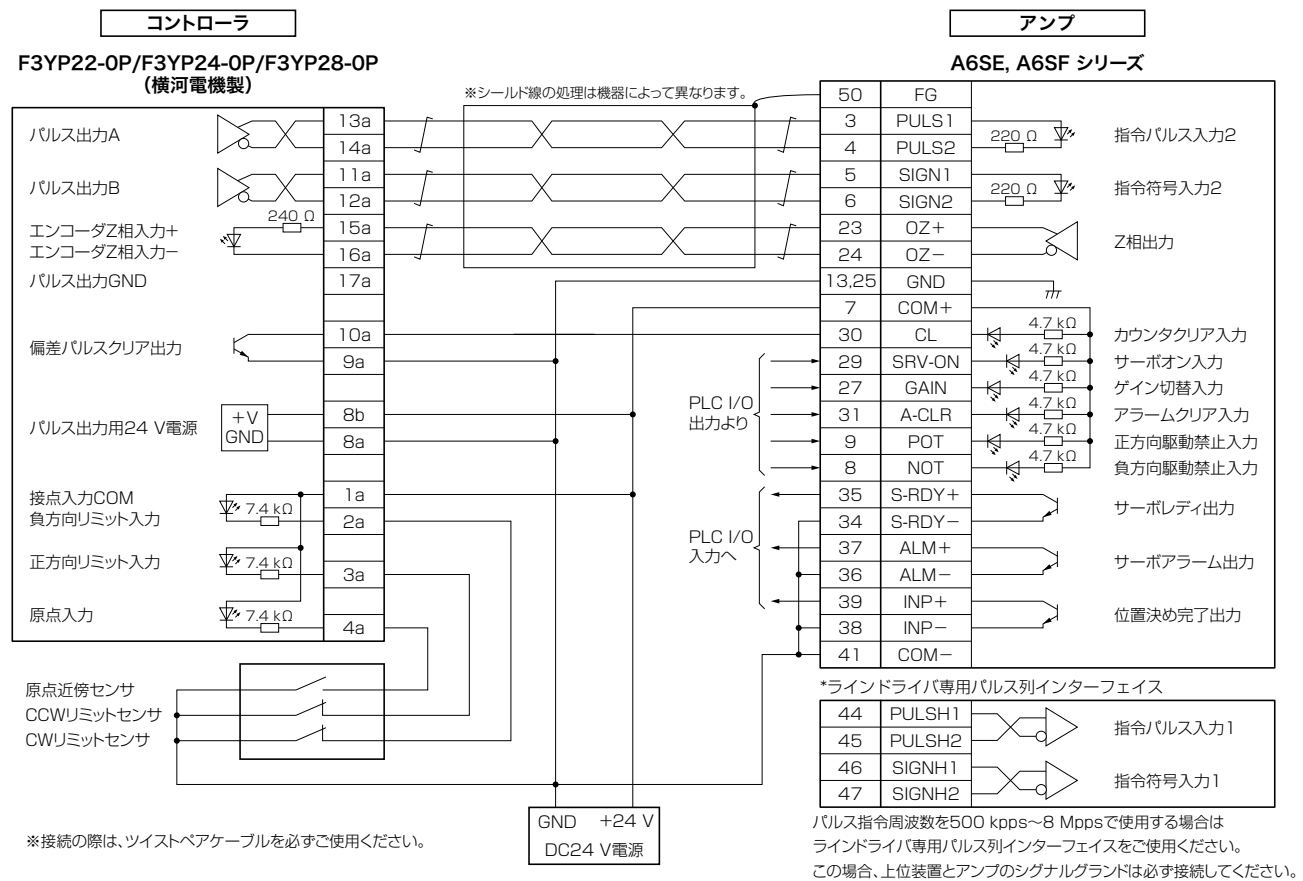 コントローラ
F3YP22-0P/F3YP24-0P/F3YP28-0P
(横河電機製)
パルス出力A
13a
14a
パルス出力B
11a
12a
240 Ω
エンコーダZ相入力+
15a
エンコーダZ相入力−
16a
パルス出力GND
17a
偏差パルスクリア出力
10a
9a
パルス出力用24 V電源
+V
GND
8b
8a
接点入力COM
1a
負方向リミット入力
7.4 kΩ
2a
正方向リミット入力
7.4 kΩ
3a
原点入力
7.4 kΩ
4a
原点近傍センサ
CCWリミットセンサ
CWリミットセンサ
※接続の際は、ツイストペアケーブルを必ずご使用ください。
※シールド線の処理は機器によって異なります。
PLC I/O
出力より
PLC I/O
入力へ
GND +24 V
DC24 V電源
アンプ
A6SE, A6SF シリーズ
50 FG
3 PULS1
4 PULS2
220 Ω
指令パルス入力2
5 SIGN1
6 SIGN2
220 Ω
指令符号入力2
23 OZ+
24 OZ−
Z相出力
13,25 GND
7 COM+
30 CL 4.7 kΩ カウンタクリア入力
29 SRV-ON 4.7 kΩ サーボオン入力
27 GAIN 4.7 kΩ ゲイン切替入力
31 A-CLR 4.7 kΩ アラームクリア入力
9 POT 4.7 kΩ 正方向駆動禁止入力
8 NOT 4.7 kΩ 負方向駆動禁止入力
35 S-RDY+
34 S-RDY−
サーボレディ出力
37 ALM+
36 ALM−
サーボアラーム出力
39 INP+
38 INP−
位置決め完了出力
41 COM−
*ラインドライバ専用パルス列インターフェイス
44 PULSH1
45 PULSH2
指令パルス入力1
46 SIGNH1
47 SIGNH2
指令符号入力1
パルス指令周波数を500 kpps～8 Mppsで使用する場合は
ラインドライバ専用パルス列インターフェイスをご使用ください。
この場合、上位装置とアンプのシグナルグランドは必ず接続してください。